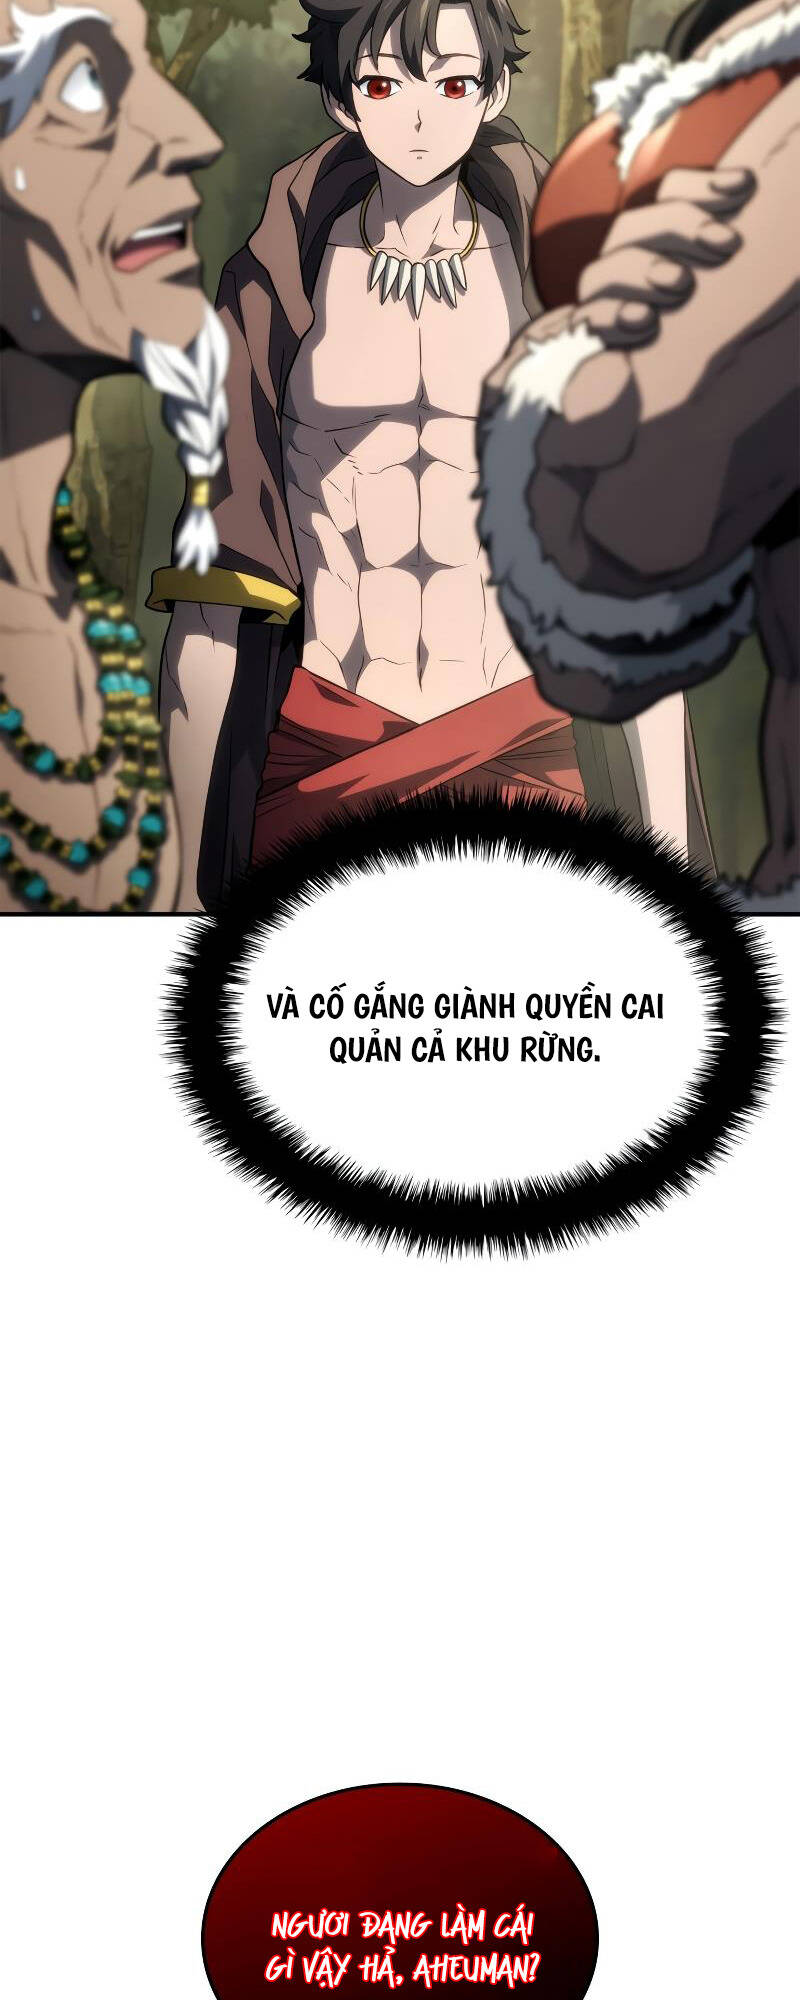 VÀ CỐ GẮNG GIÀNH QUYỀN CAI
QUẢN CẢ KHU RỪNG.
NGƯƠI ĐANG LÀM CÁI
GÌ VẬY HẢ, AHEUMAN?